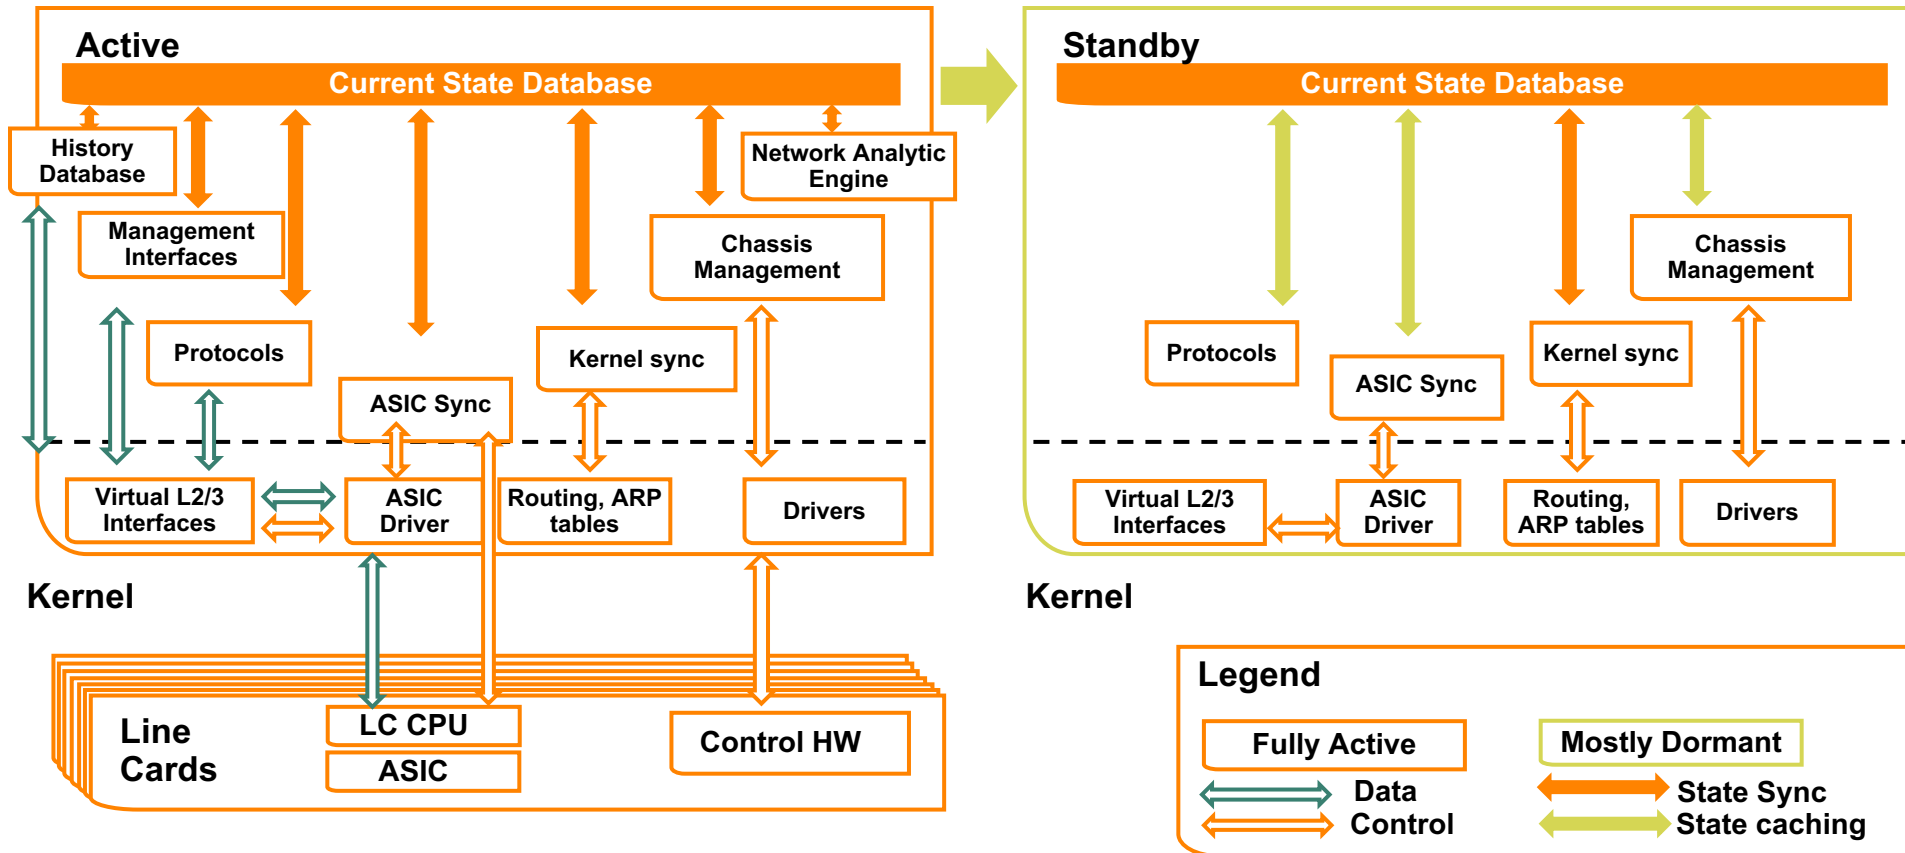 Active
Current State Database
History
Database
Network Analytic
Engine
Management
Interfaces
Chassis
Management
Protocols
Kernel sync
ASIC Sync
Virtual L2/3
Interfaces
ASIC
Driver
Routing, ARP
tables
Drivers
Kernel
Line
Cards
LC CPU
ASIC
Control HW
Standby
Current State Database
Chassis
Management
Protocols
ASIC Sync
Kernel sync
Virtual L2/3
Interfaces
ASIC
Driver
Routing,
ARP tables
Drivers
Kernel
Legend
Fully Active
Mostly Dormant
Data
State Sync
Control
State caching